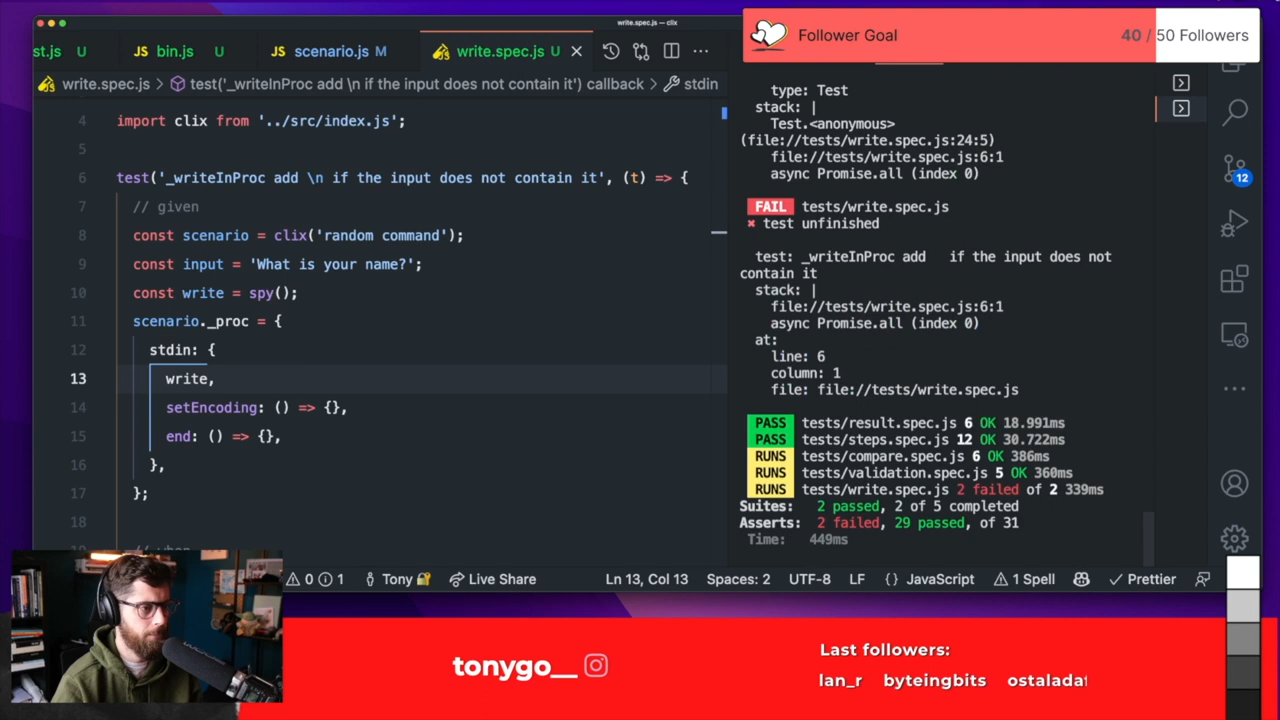 write.spec.js — clix
st.js U JS bin.js U JS scenario.js M write.spec.js U
write.spec.js > test('_writeInProc add \n if the input does not contain it') callback > stdin
4 import clix from '../src/index.js';
5
6 test('_writeInProc add \n if the input does not contain it', (t) => {
7 // given
8 const scenario = clix('random command');
9 const input = 'What is your name?';
10 const write = spy();
11 scenario._proc = {
12 stdin: {
13 write,
14 setEncoding: () => {},
15 end: () => {},
16 },
17 };
18
// when
Follower Goal 40 / 50 Followers
type: Test
stack: |
Test.<anonymous>
(file://tests/write.spec.js:24:5)
file://tests/write.spec.js:6:1
async Promise.all (index 0)
FAIL tests/write.spec.js
✖ test unfinished
test: _writeInProc add if the input does not
contain it
stack: |
file://tests/write.spec.js:6:1
async Promise.all (index 0)
at:
line: 6
column: 1
file: file://tests/write.spec.js
PASS tests/result.spec.js 6 OK 18.991ms
PASS tests/steps.spec.js 12 OK 30.722ms
RUNS tests/compare.spec.js 6 OK 386ms
RUNS tests/validation.spec.js 5 OK 360ms
RUNS tests/write.spec.js 2 failed of 2 339ms
Suites: 2 passed, 2 of 5 completed
Asserts: 2 failed, 29 passed, of 31
Time: 449ms
12
0 1 Tony Live Share Ln 13, Col 13 Spaces: 2 UTF-8 LF {} JavaScript 1 Spell Prettier
tonygo__
Last followers:
lan_r byteingbits ostalada